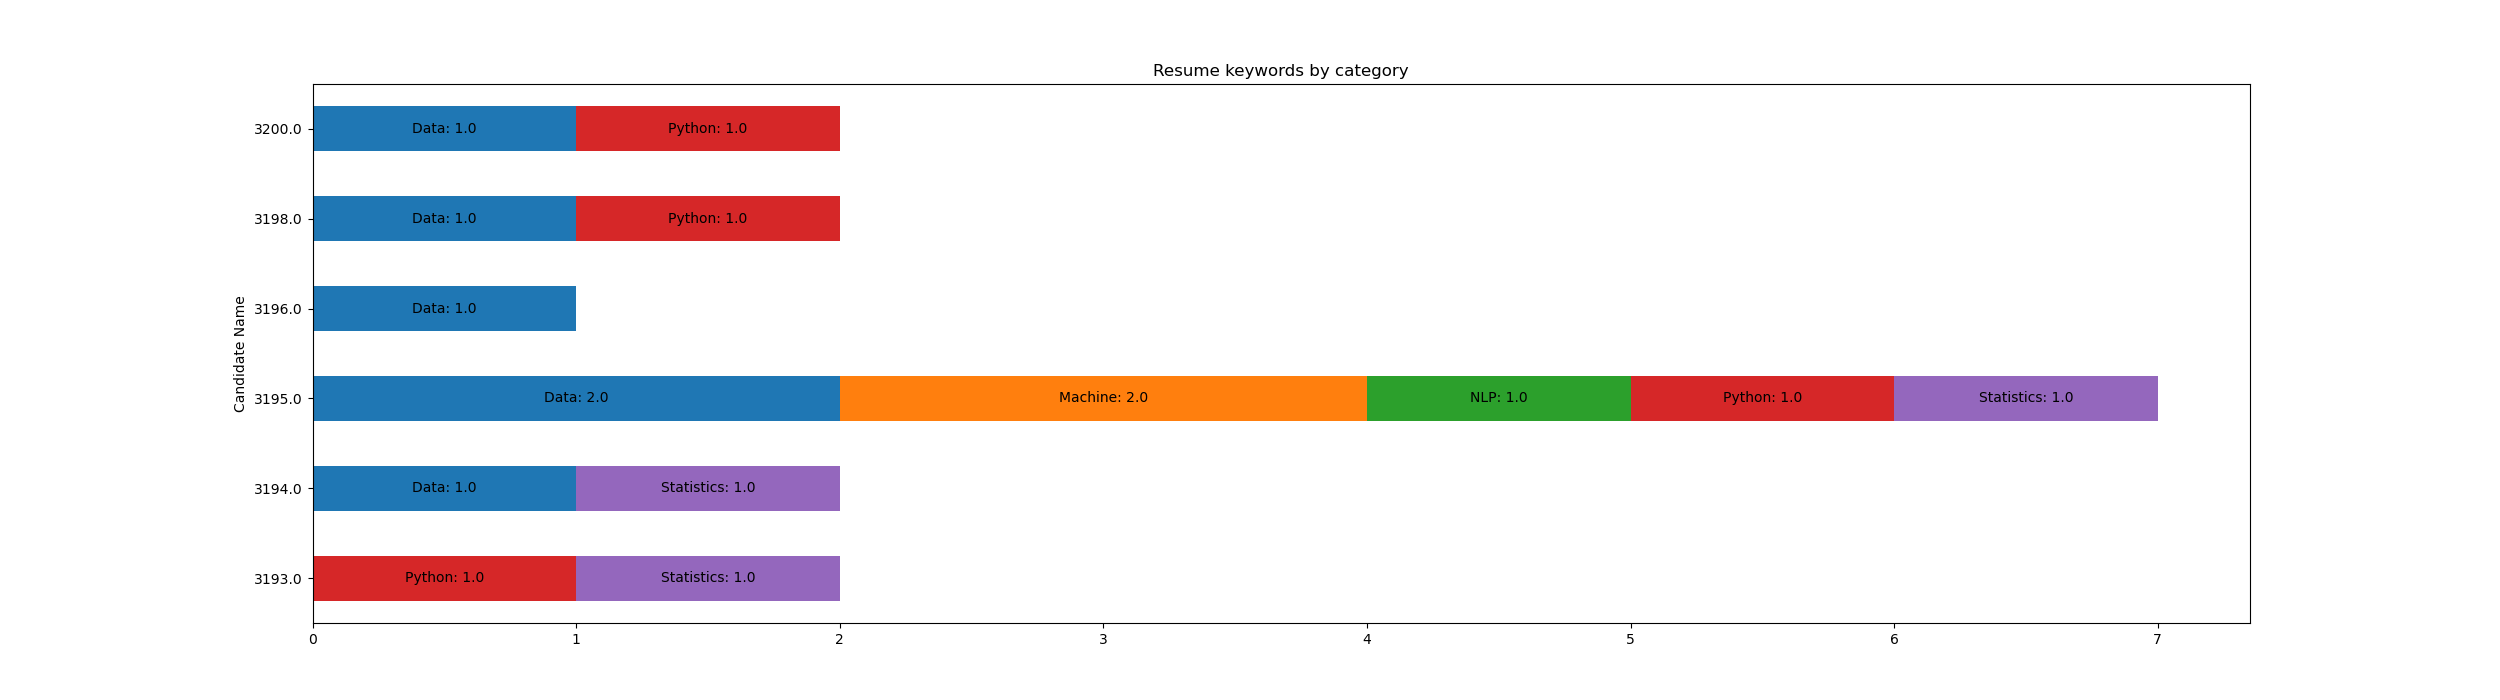 Resume keywords by category
Candidate Name
3200.0 Data: 1.0 Python: 1.0
3198.0 Data: 1.0 Python: 1.0
3196.0 Data: 1.0
3195.0 Data: 2.0 Machine: 2.0 NLP: 1.0 Python: 1.0 Statistics: 1.0
3194.0 Data: 1.0 Statistics: 1.0
3193.0 Python: 1.0 Statistics: 1.0
0 1 2 3 4 5 6 7